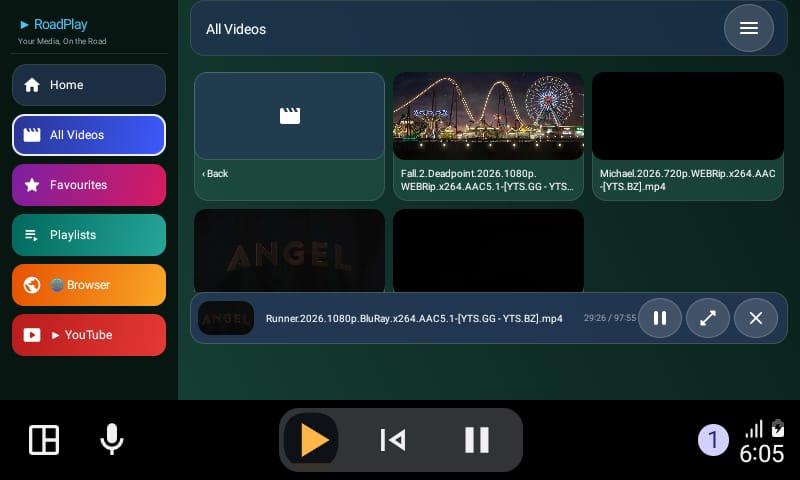 ► RoadPlay
Your Media, On the Road
Home
All Videos
Favourites
Playlists
Browser
► YouTube
All Videos
‹ Back
Fall.2.Deadpoint.2026.1080p.
WEBRip.x264.AAC5.1-[YTS.GG - YTS...
Michael.2026.720p.WEBRip.x264.AAC
-[YTS.BZ].mp4
ANGEL
ANGEL
Runner.2026.1080p.BluRay.x264.AAC5.1-[YTS.GG - YTS.BZ].mp4
29:26 / 97:55
1
6:05